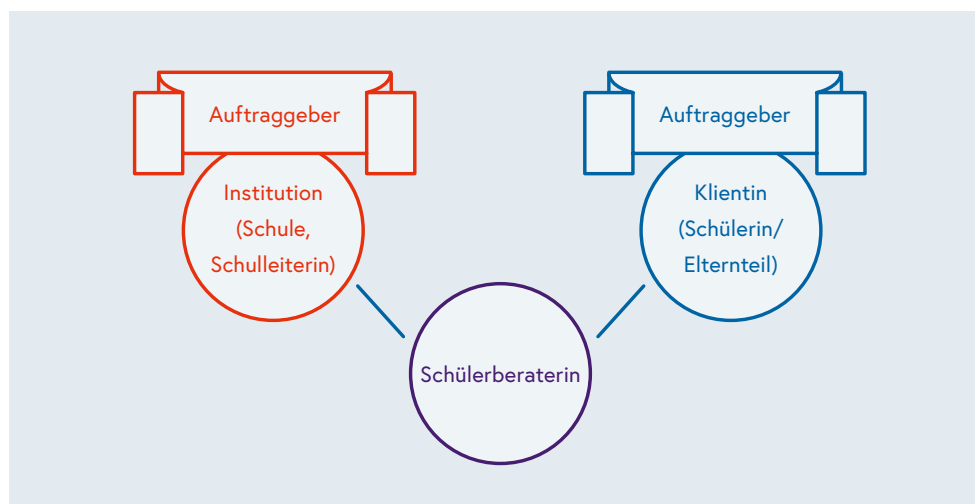 Auftraggeber
Institution
(Schule,
Schulleiterin)
Auftraggeber
Klientin
(Schülerin/
Elternteil)
Schülerberaterin